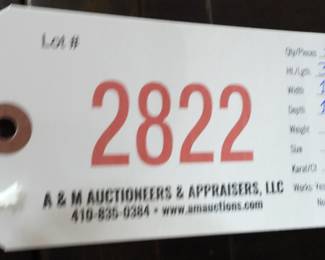 Lot #
2822
A & M AUCTIONEERS & APPRAISERS, LLC
410-835-0384 • www.amauctions.com
Qty/Pieces
Ht./Lgth.
Width
Depth
Weight
Size
Karat/Ct
Works Yes